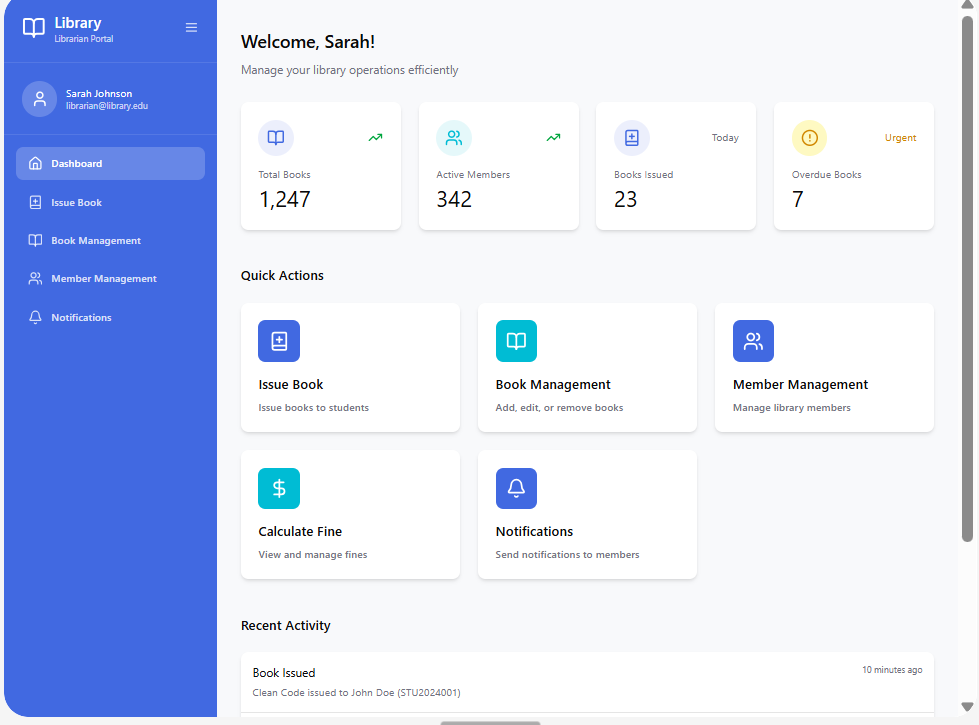 Library
Librarian Portal
Sarah Johnson
librarian@library.edu
Dashboard
Issue Book
Book Management
Member Management
Notifications
Welcome, Sarah!
Manage your library operations efficiently
Total Books
1,247
Active Members
342
Today
Books Issued
23
Urgent
Overdue Books
7
Quick Actions
Issue Book
Issue books to students
Book Management
Add, edit, or remove books
Member Management
Manage library members
Calculate Fine
View and manage fines
Notifications
Send notifications to members
Recent Activity
Book Issued
10 minutes ago
Clean Code issued to John Doe (STU2024001)